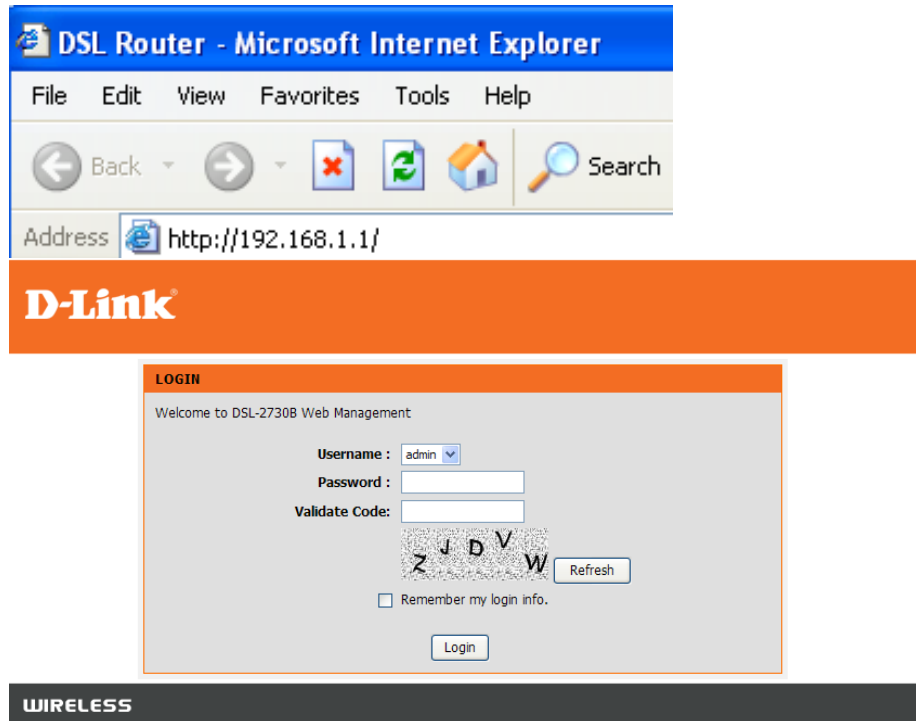 DSL Router - Microsoft Internet Explorer
File Edit View Favorites Tools Help
Back Search
Address http://192.168.1.1/
D-Link®
LOGIN
Welcome to DSL-2730B Web Management
Username : admin
Password :
Validate Code:
Z J D V W Refresh
Remember my login info.
Login
WIRELESS